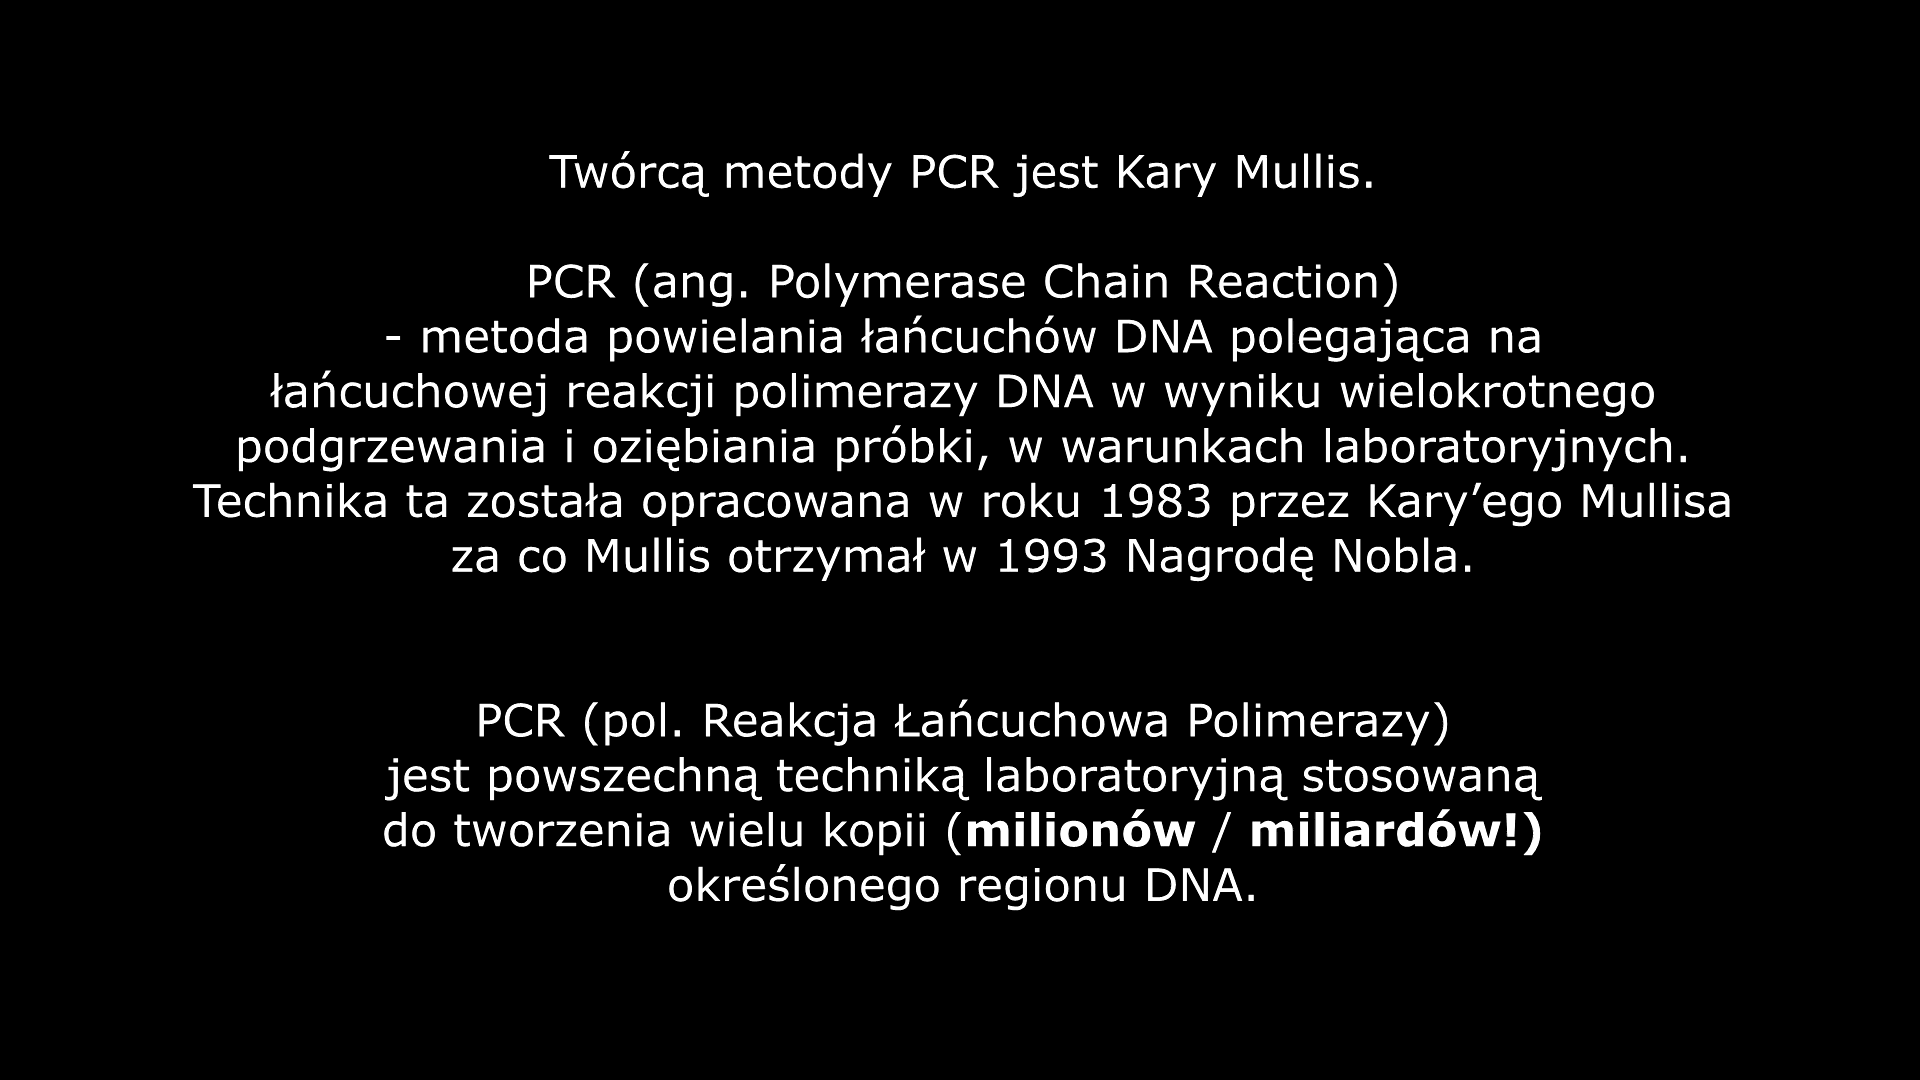 Twórcą metody PCR jest Kary Mullis.
PCR (ang. Polymerase Chain Reaction)
- metoda powielania łańcuchów DNA polegająca na
łańcuchowej reakcji polimerazy DNA w wyniku wielokrotnego
podgrzewania i oziębiania próbki, w warunkach laboratoryjnych.
Technika ta została opracowana w roku 1983 przez Kary’ego Mullisa
za co Mullis otrzymał w 1993 Nagrodę Nobla.
PCR (pol. Reakcja Łańcuchowa Polimerazy)
jest powszechną techniką laboratoryjną stosowaną
do tworzenia wielu kopii (milionów / miliardów!)
określonego regionu DNA.